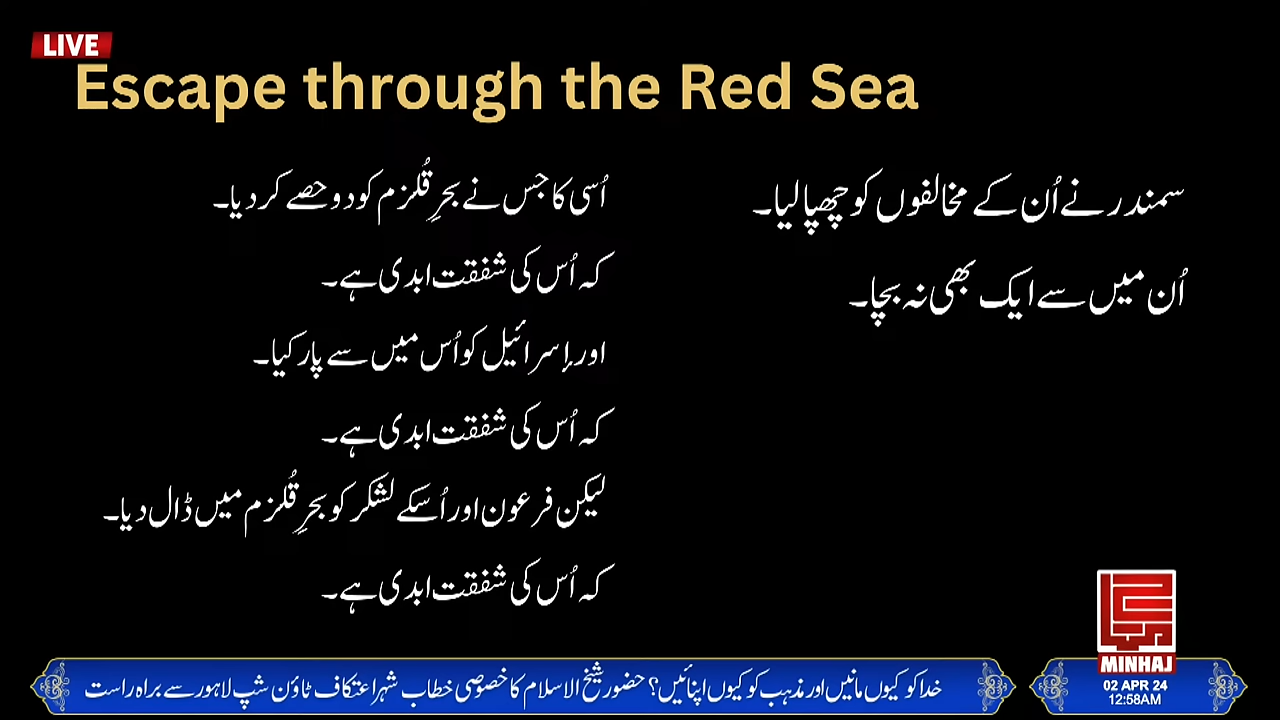 LIVE
Escape through the Red Sea
سمندر نے اُن کے مخالفوں کو چھپا لیا۔
اُن میں سے ایک بھی نہ بچا۔
اُسی کا جس نے بحرِ قُلزم کو دو حصے کر دیا۔
کہ اُس کی شفقت ابدی ہے۔
اور اِسرائیل کو اُس میں سے پار کیا۔
کہ اُس کی شفقت ابدی ہے۔
لیکن فرعون اور اُسکے لشکر کو بحرِ قُلزم میں ڈال دیا۔
کہ اُس کی شفقت ابدی ہے۔
منہاج
MINHAJ
خدا کو کیوں مانیں اور مذہب کو کیوں اپنائیں؟ حضور شیخ الاسلام کا خصوصی خطاب شہر اعتکاف ٹاؤن شپ لاہور سے براہ راست
02 APR 24
12:58AM